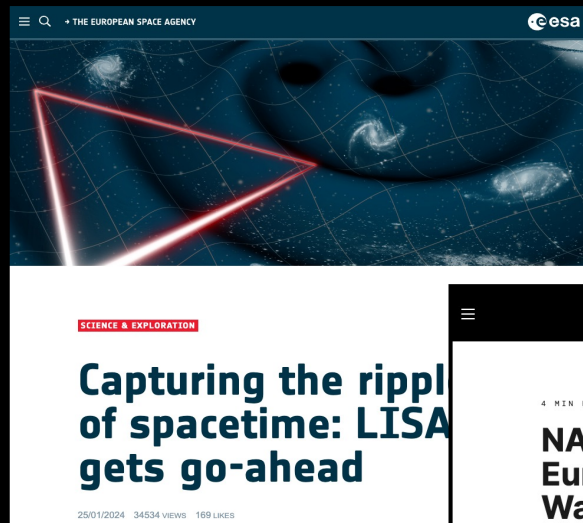 → THE EUROPEAN SPACE AGENCY
esa
SCIENCE & EXPLORATION
Capturing the rippl
of spacetime: LISA
gets go-ahead
25/01/2024 34534 VIEWS 169 LIKES
4 MIN
NA
Eur
Wa